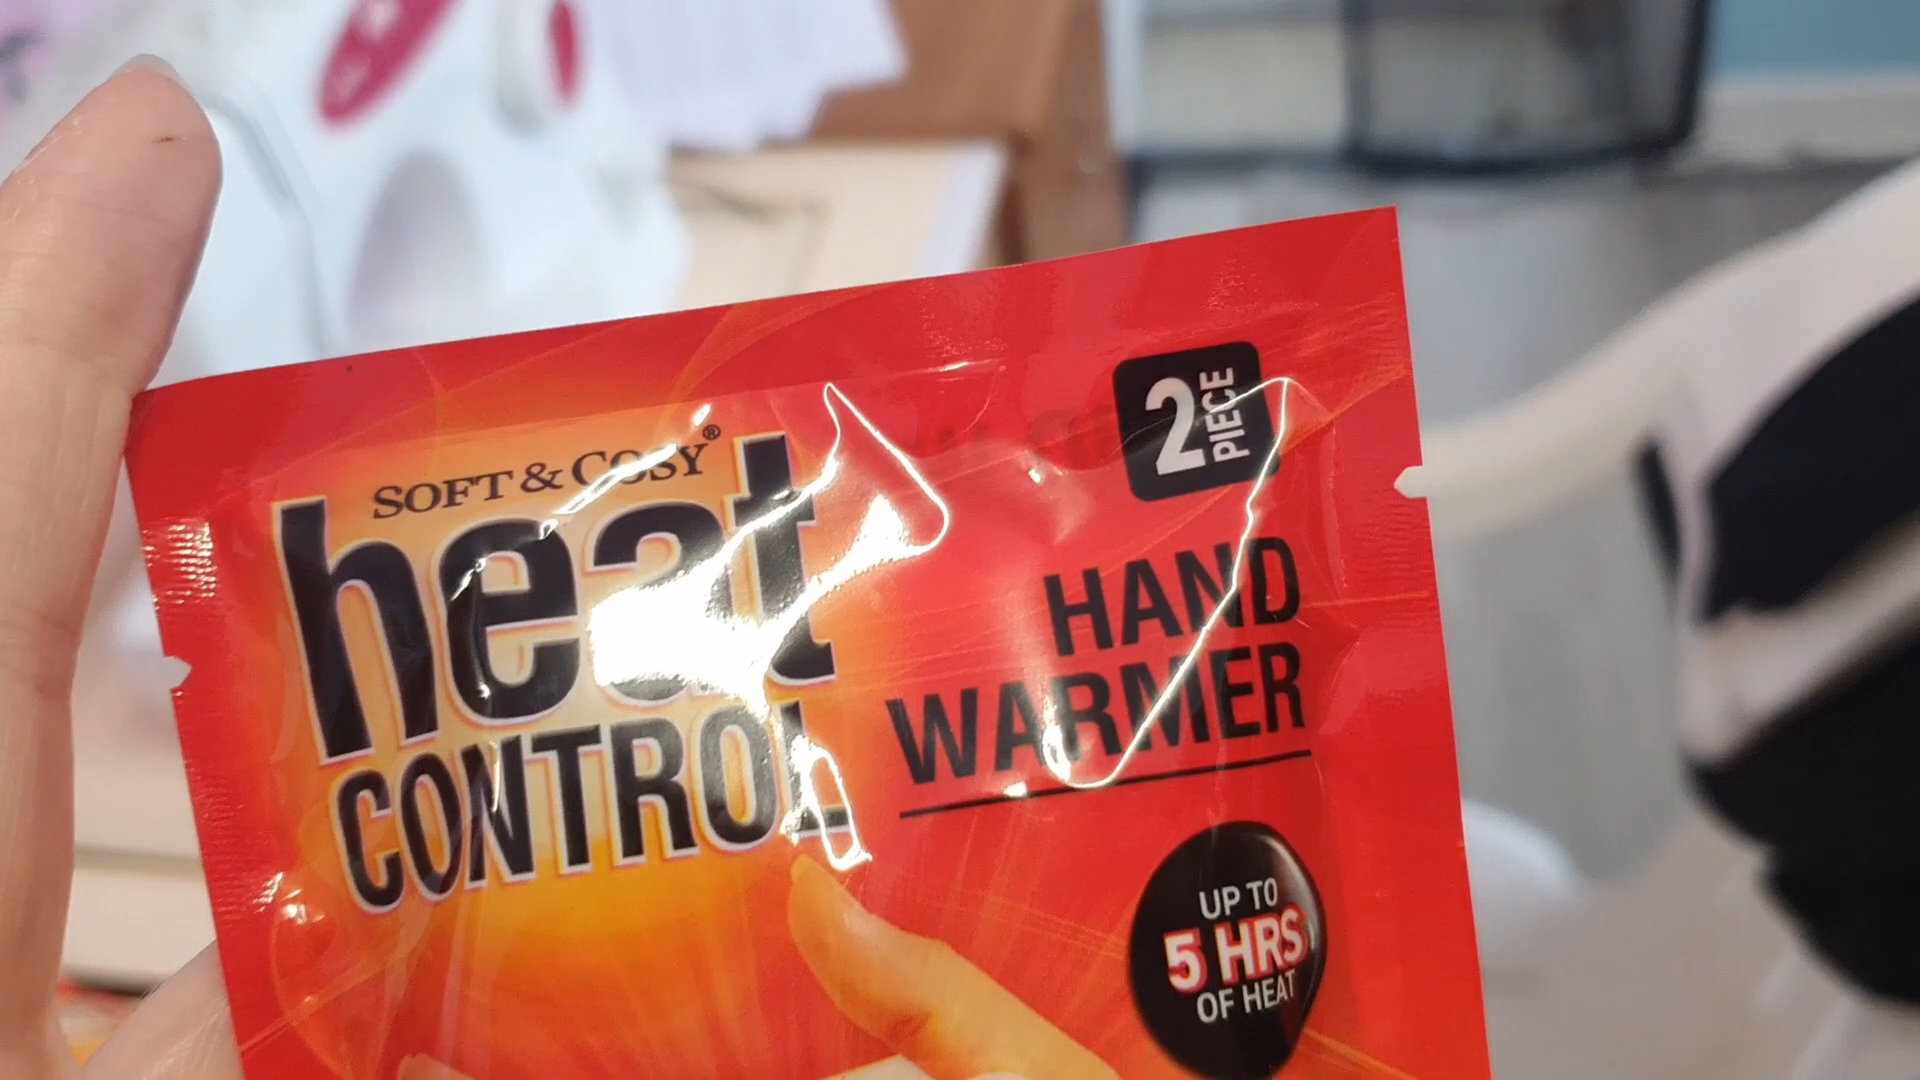 SOFT & COSY®
heat
CONTROL
2
PIECE
HAND
WARMER
UP TO
5 HRS
OF HEAT